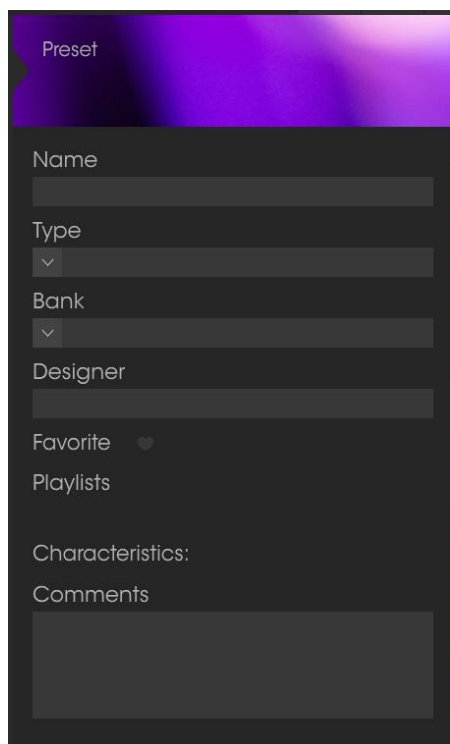 Preset
Name
Type
Bank
Designer
Favorite
Playlists
Characteristics:
Comments